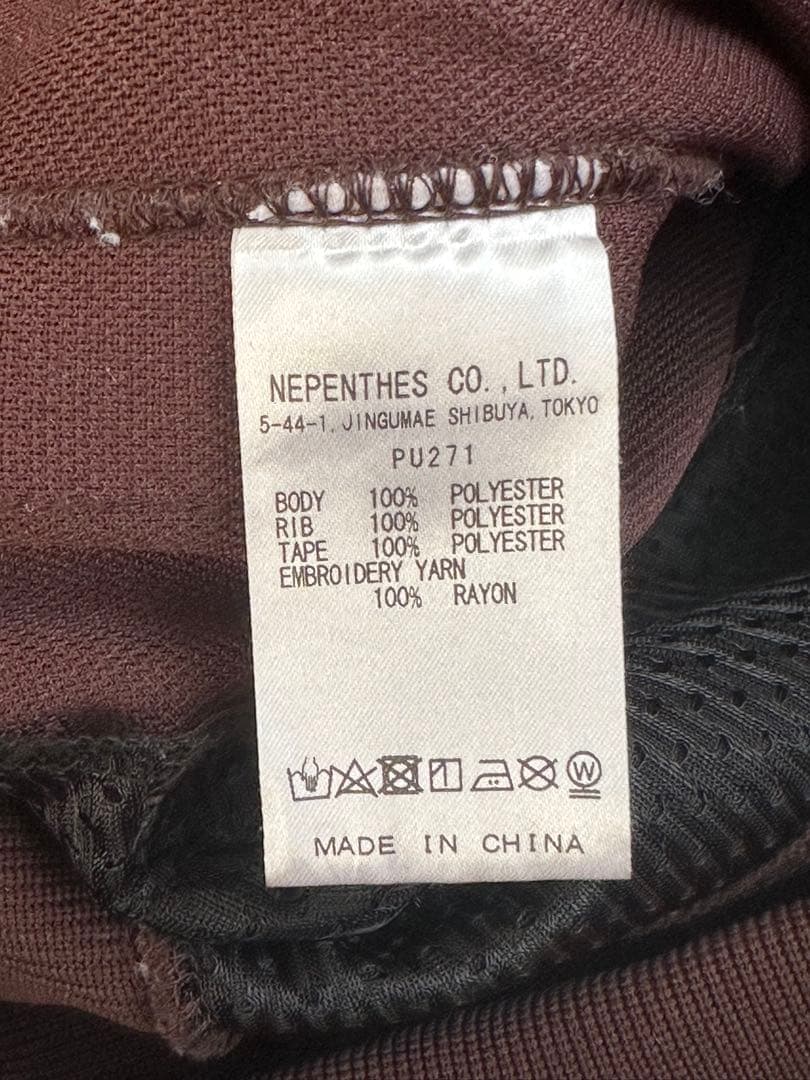 NEPENTHES CO.,LTD.
5-44-1, JINGUMAE SHIBUYA, TOKYO
PU271
BODY 100% POLYESTER
RIB 100% POLYESTER
TAPE 100% POLYESTER
EMBROIDERY YARN
100% RAYON
W
MADE IN CHINA